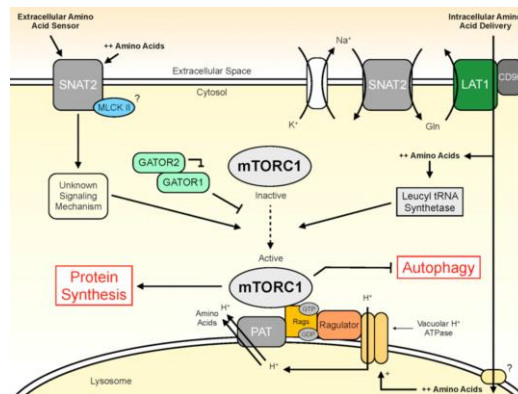 Extracellular Amino
Acid Sensor
++ Amino Acids
SNAT2
MLCK II
?
Extracellular Space
Cytosol
Na+
K+
SNAT2
Gln
Intracellular Amino
Acid Delivery
LAT1
CD98
++ Amino Acids
Leucyl tRNA
Synthetase
Unknown
Signaling
Mechanism
GATOR2
GATOR1
mTORC1
Inactive
Active
mTORC1
Protein
Synthesis
Autophagy
Amino
Acids
H+
PAT
Rags
GTP
GDP
Ragulator
H+
Vacuolar H+
ATPase
H+
+
++ Amino Acids
?
Lysosome